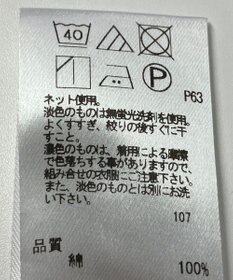 40
P
P63
ネット使用。
淡色のものは無蛍光洗剤を使用。
よくすすぎ、絞りの後すぐに干
すこと。
濃色のものは、着用による摩擦
で色落ちする事がありますので、
組み合せの衣服にご注意下さい。
また、淡色のものとは別にお洗
い下さい。
107
品質
綿 100%